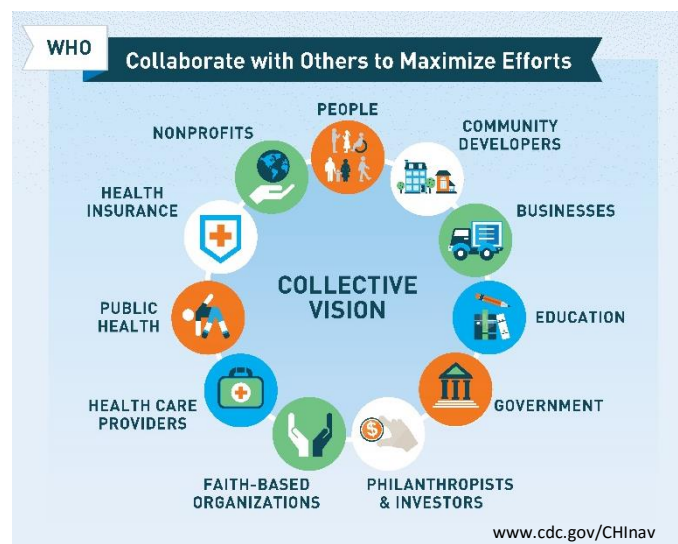 WHO
Collaborate with Others to Maximize Efforts
PEOPLE
COMMUNITY
DEVELOPERS
BUSINESSES
EDUCATION
GOVERNMENT
PHILANTHROPISTS
& INVESTORS
FAITH-BASED
ORGANIZATIONS
HEALTH CARE
PROVIDERS
PUBLIC
HEALTH
HEALTH
INSURANCE
NONPROFITS
COLLECTIVE
VISION
$
www.cdc.gov/CHInav